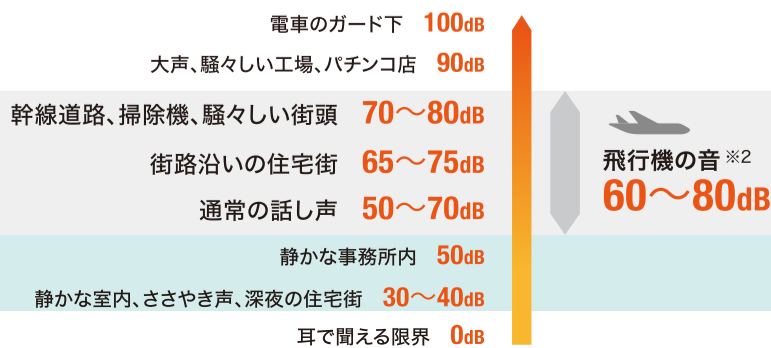 電車のガード下 100dB
大声、騒々しい工場、パチンコ店 90dB
幹線道路、掃除機、騒々しい街頭 70〜80dB
街路沿いの住宅街 65〜75dB
通常の話し声 50〜70dB
静かな事務所内 50dB
静かな室内、ささやき声、深夜の住宅街 30〜40dB
耳で聞える限界 0dB
飛行機の音 ※2
60〜80dB